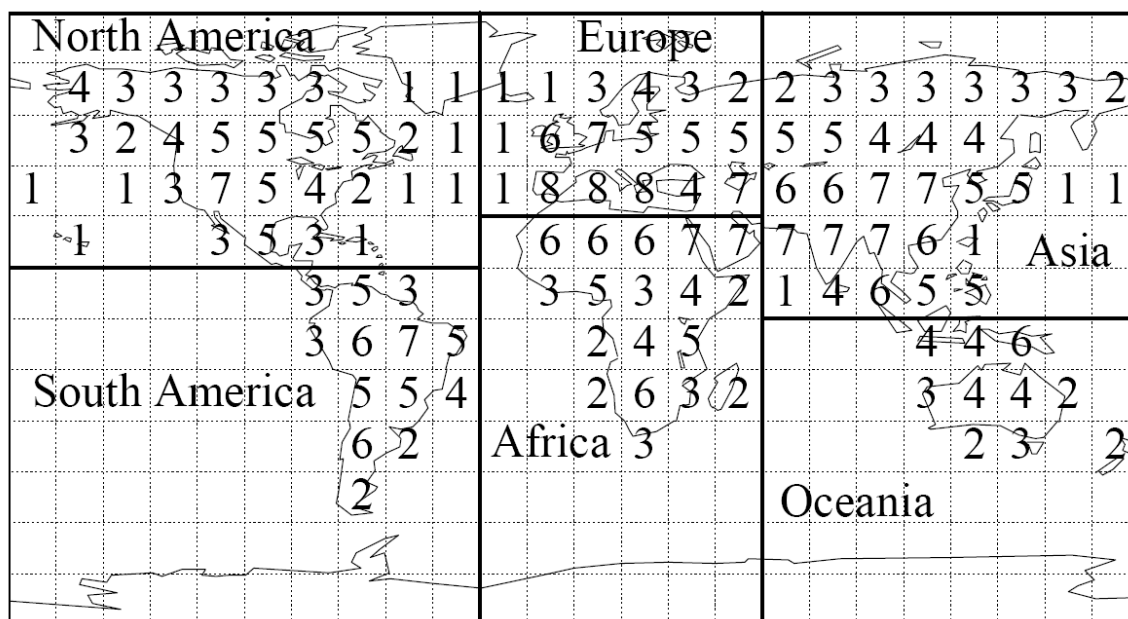 North America Europe
4 3 3 3 3 3 1 1 1 1 3 4 3 2 2 3 3 3 3 3 3 2
3 2 4 5 5 5 5 2 1 1 6 7 5 5 5 5 5 4 4 4
1 1 3 7 5 4 2 1 1 1 8 8 8 4 7 6 6 7 7 5 5 1 1
1 3 5 3 1 6 6 6 7 7 7 7 7 6 1 Asia
3 5 3 3 5 3 4 2 1 4 6 5 5
3 6 7 5 2 4 5 4 4 6
South America 5 5 4 2 6 3 2 3 4 4 2
6 2 Africa 3 2 3 2
2 Oceania